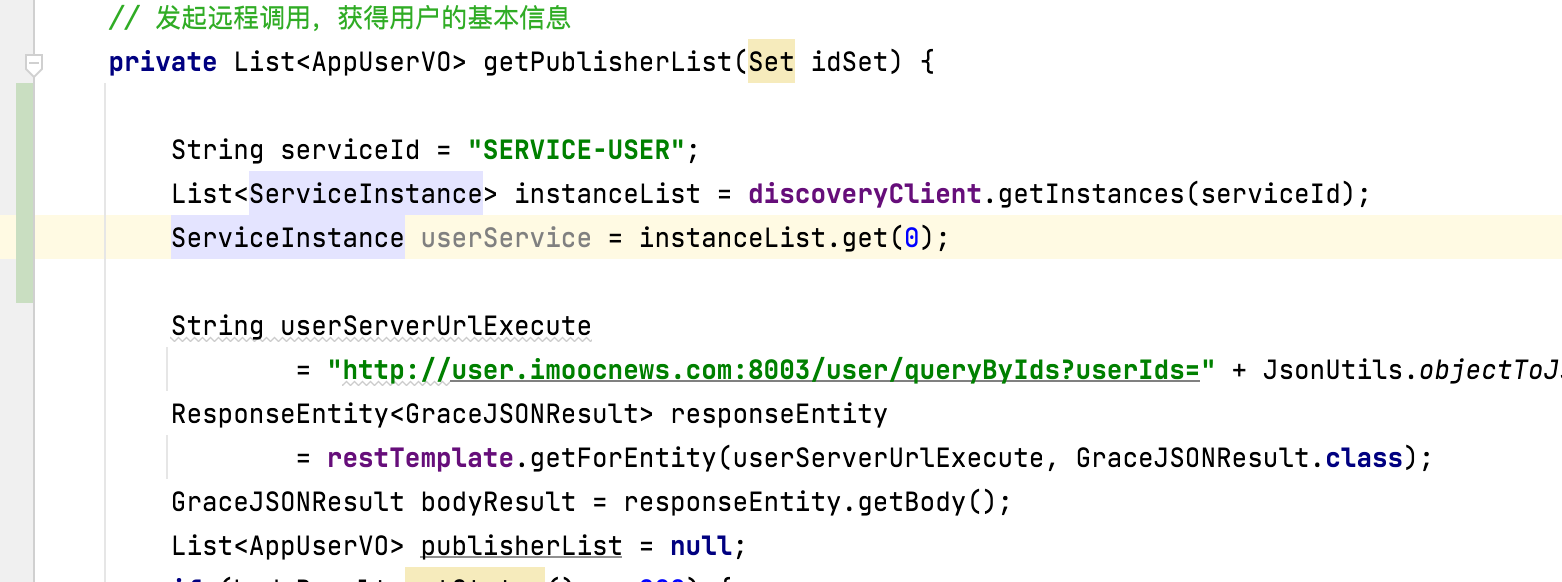 // 发起远程调用，获得用户的基本信息
private List<AppUserVO> getPublisherList(Set idSet) {
String serviceId = "SERVICE-USER";
List<ServiceInstance> instanceList = discoveryClient.getInstances(serviceId);
ServiceInstance userService = instanceList.get(0);
String userServerUrlExecute
= "http://user.imoocnews.com:8003/user/queryByIds?userIds=" + JsonUtils.objectToJ
ResponseEntity<GraceJSONResult> responseEntity
= restTemplate.getForEntity(userServerUrlExecute, GraceJSONResult.class);
GraceJSONResult bodyResult = responseEntity.getBody();
List<AppUserVO> publisherList = null;